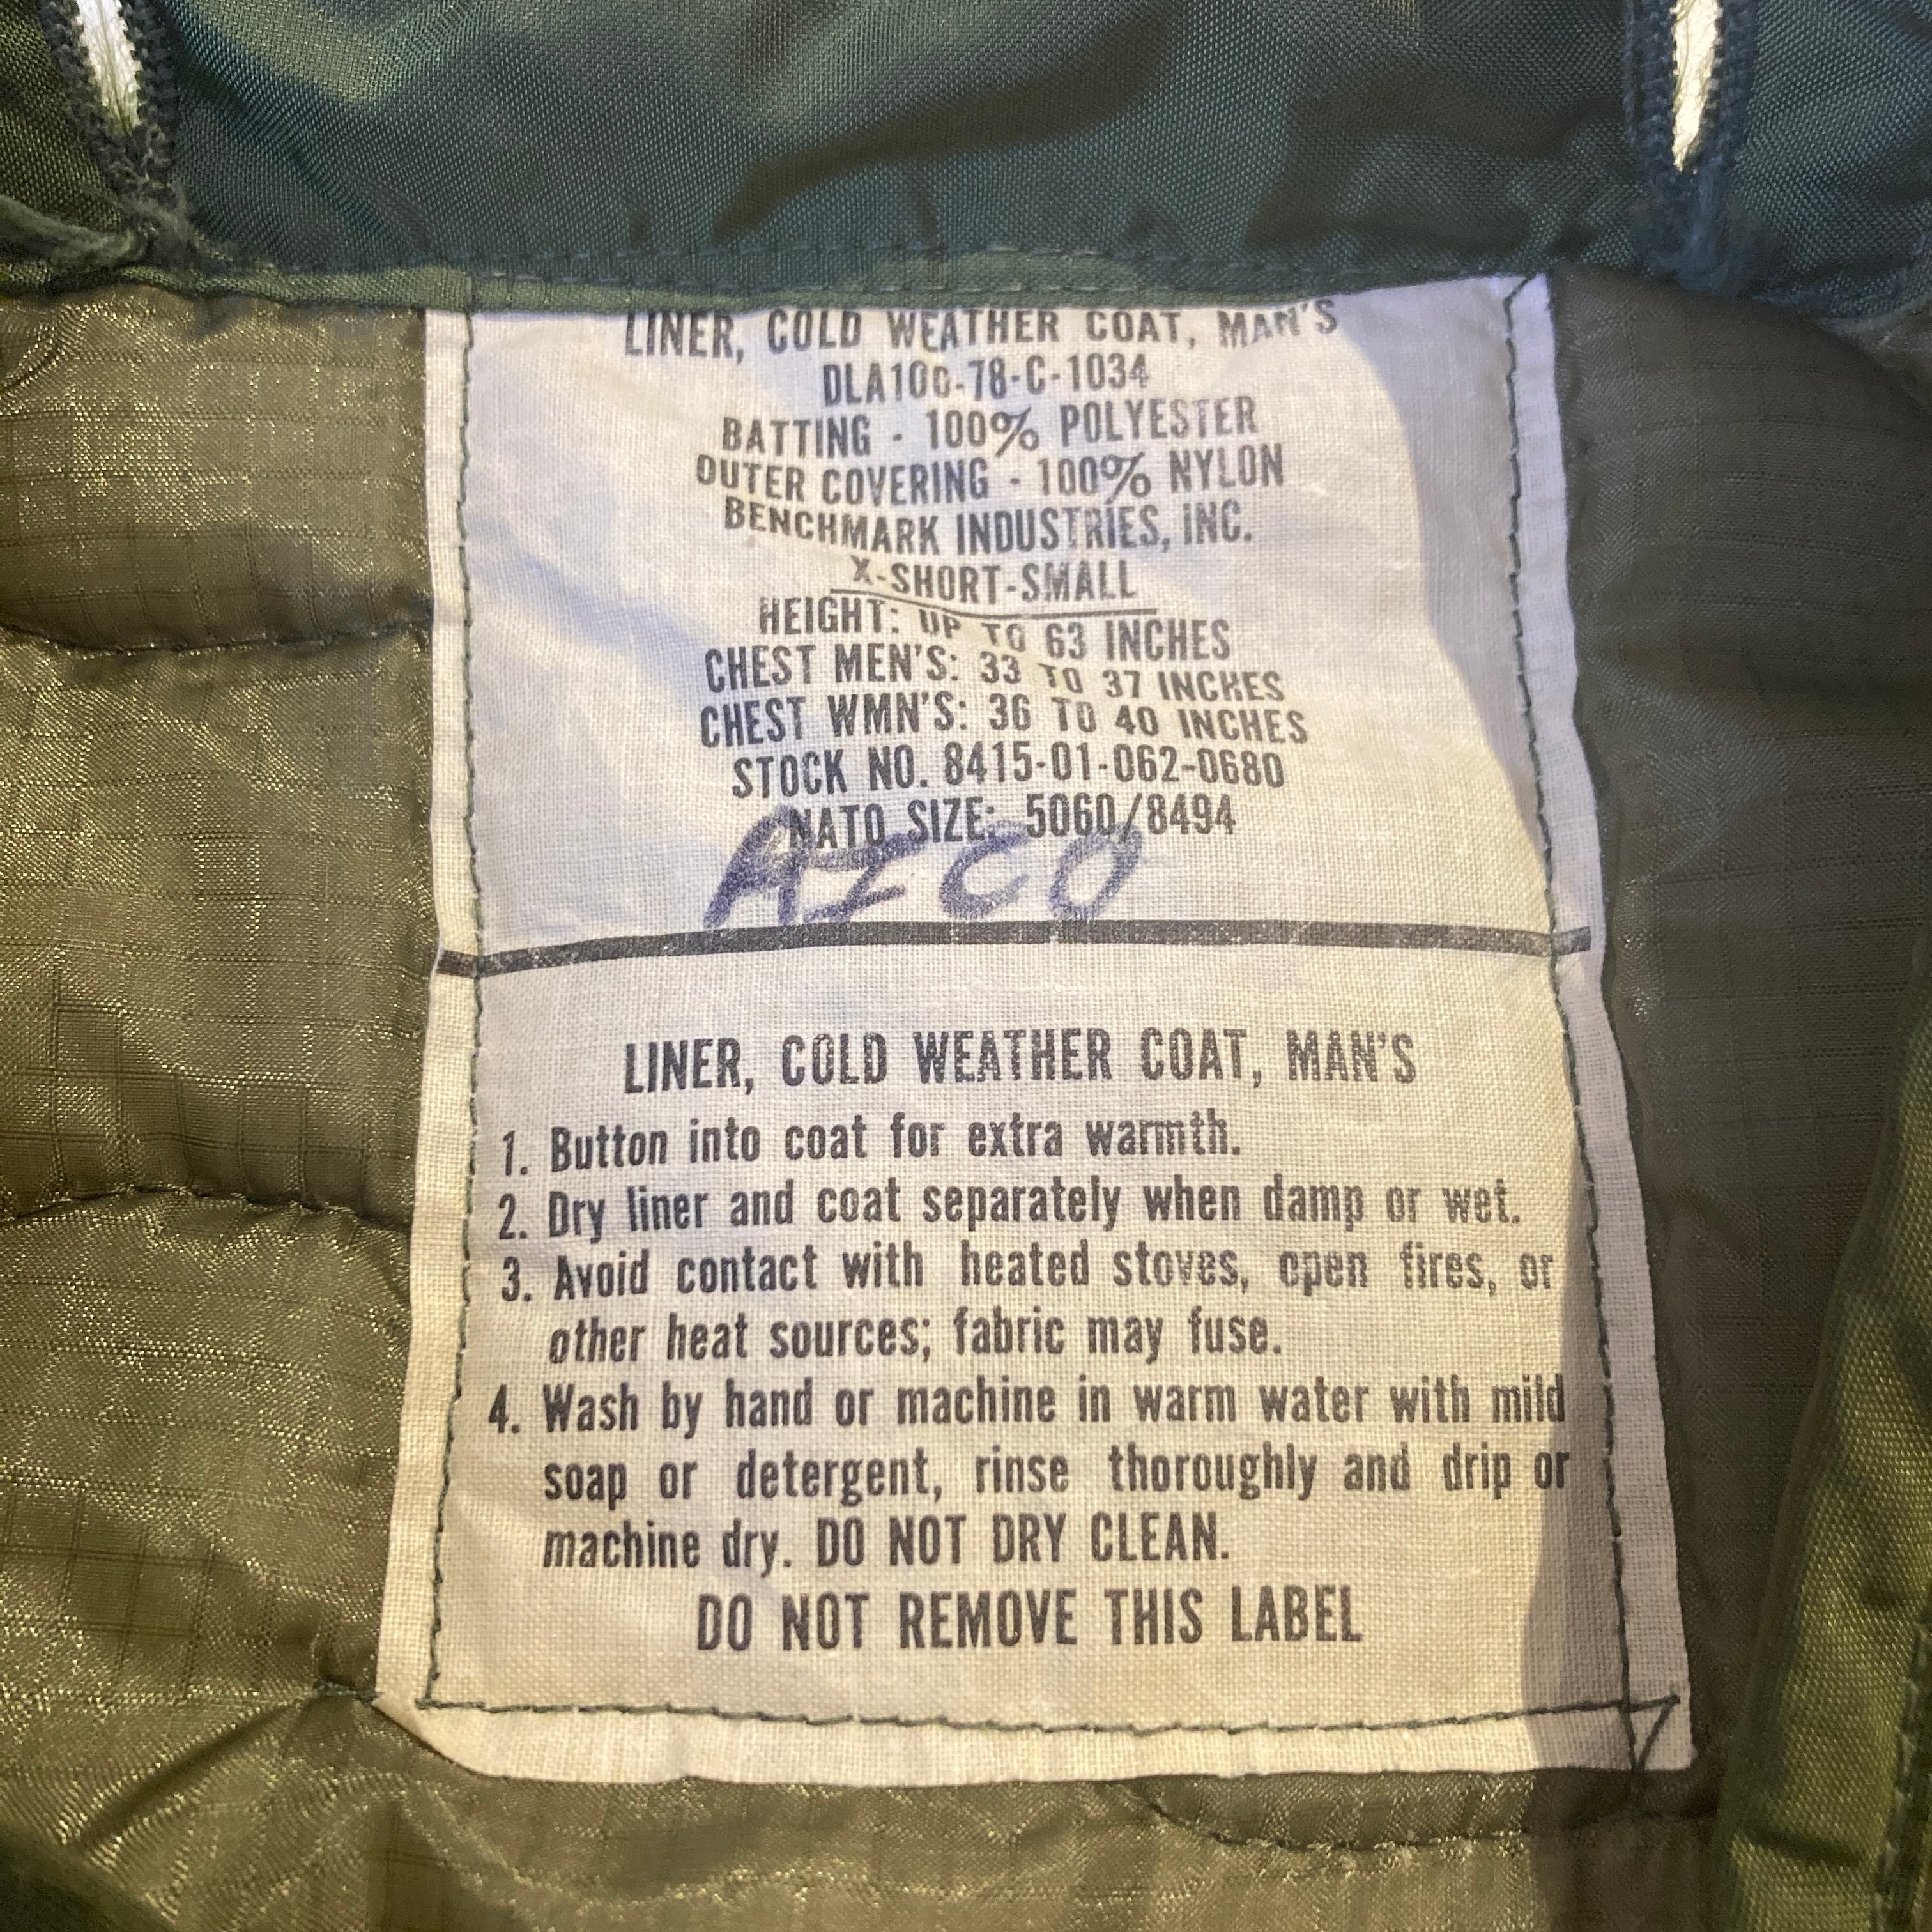 LINER, COLD WEATHER COAT, MAN'S
DLA100-78-C-1034
BATTING - 100% POLYESTER
OUTER COVERING - 100% NYLON
BENCHMARK INDUSTRIES, INC.
X-SHORT-SMALL
HEIGHT: UP TO 63 INCHES
CHEST MEN'S: 33 TO 37 INCHES
CHEST WMN'S: 36 TO 40 INCHES
STOCK NO. 8415-01-062-0680
NATO SIZE: 5060/8494
LINER, COLD WEATHER COAT, MAN'S
1. Button into coat for extra warmth.
2. Dry liner and coat separately when damp or wet.
3. Avoid contact with heated stoves, open fires, or
other heat sources; fabric may fuse.
4. Wash by hand or machine in warm water with mild
soap or detergent, rinse thoroughly and drip or
machine dry. DO NOT DRY CLEAN.
DO NOT REMOVE THIS LABEL